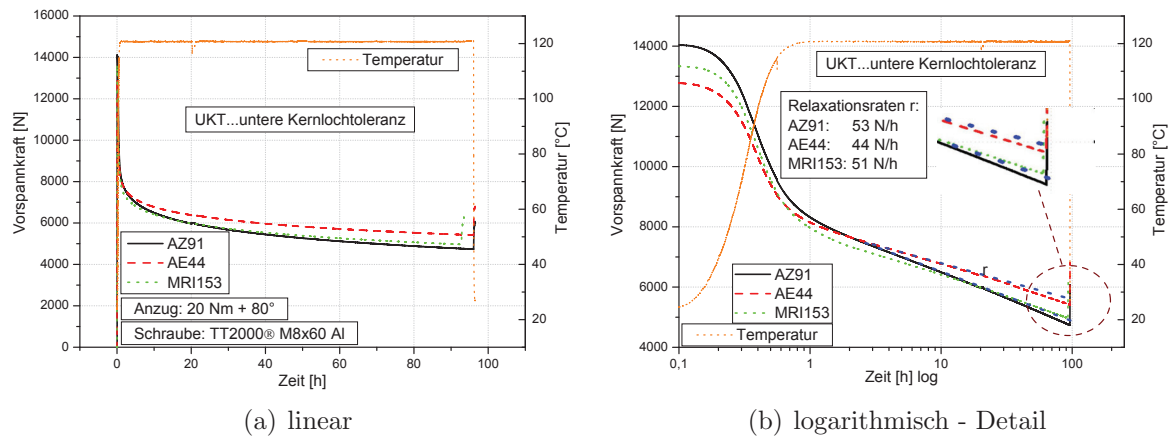 16000
14000
12000
10000
8000
6000
4000
2000
0
Vorspannkraft [N]
0
20
40
60
80
100
Zeit [h]
120
100
80
60
40
20
Temperatur [°C]
Temperatur
UKT...untere Kernlochtoleranz
AZ91
AE44
MRI153
Anzug: 20 Nm + 80°
Schraube: TT2000® M8x60 Al
(a) linear
14000
12000
10000
8000
6000
4000
Vorspannkraft [N]
0,1
1
10
100
Zeit [h] log
120
100
80
60
40
20
Temperatur [°C]
UKT...untere Kernlochtoleranz
Relaxationsraten r:
AZ91: 53 N/h
AE44: 44 N/h
MRI153: 51 N/h
r
AZ91
AE44
MRI153
Temperatur
(b) logarithmisch - Detail